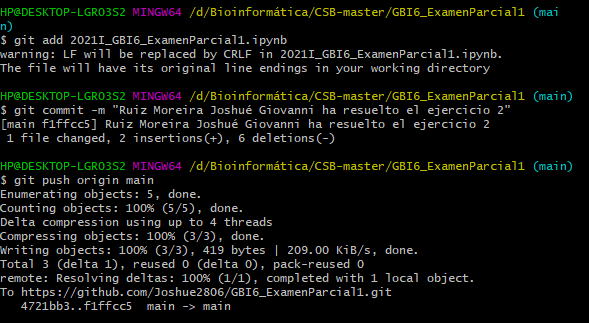 HP@DESKTOP-LGRO3S2 MINGW64 /d/Bioinformática/CSB-master/GBI6_ExamenParcial1 (mai
n)
$ git add 2021I_GBI6_ExamenParcial1.ipynb
warning: LF will be replaced by CRLF in 2021I_GBI6_ExamenParcial1.ipynb.
The file will have its original line endings in your working directory
HP@DESKTOP-LGRO3S2 MINGW64 /d/Bioinformática/CSB-master/GBI6_ExamenParcial1 (main)
$ git commit -m "Ruiz Moreira Joshué Giovanni ha resuelto el ejercicio 2"
[main f1ffcc5] Ruiz Moreira Joshué Giovanni ha resuelto el ejercicio 2
1 file changed, 2 insertions(+), 6 deletions(-)
HP@DESKTOP-LGRO3S2 MINGW64 /d/Bioinformática/CSB-master/GBI6_ExamenParcial1 (main)
$ git push origin main
Enumerating objects: 5, done.
Counting objects: 100% (5/5), done.
Delta compression using up to 4 threads
Compressing objects: 100% (3/3), done.
Writing objects: 100% (3/3), 419 bytes | 209.00 KiB/s, done.
Total 3 (delta 1), reused 0 (delta 0), pack-reused 0
remote: Resolving deltas: 100% (1/1), completed with 1 local object.
To https://github.com/Joshue2806/GBI6_ExamenParcial1.git
4721bb3..f1ffcc5  main -> main